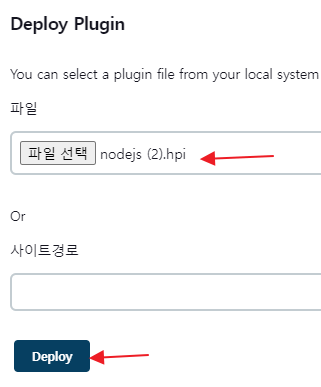 Deploy Plugin
You can select a plugin file from your local system
파일
파일 선택 nodejs (2).hpi
Or
사이트경로
Deploy